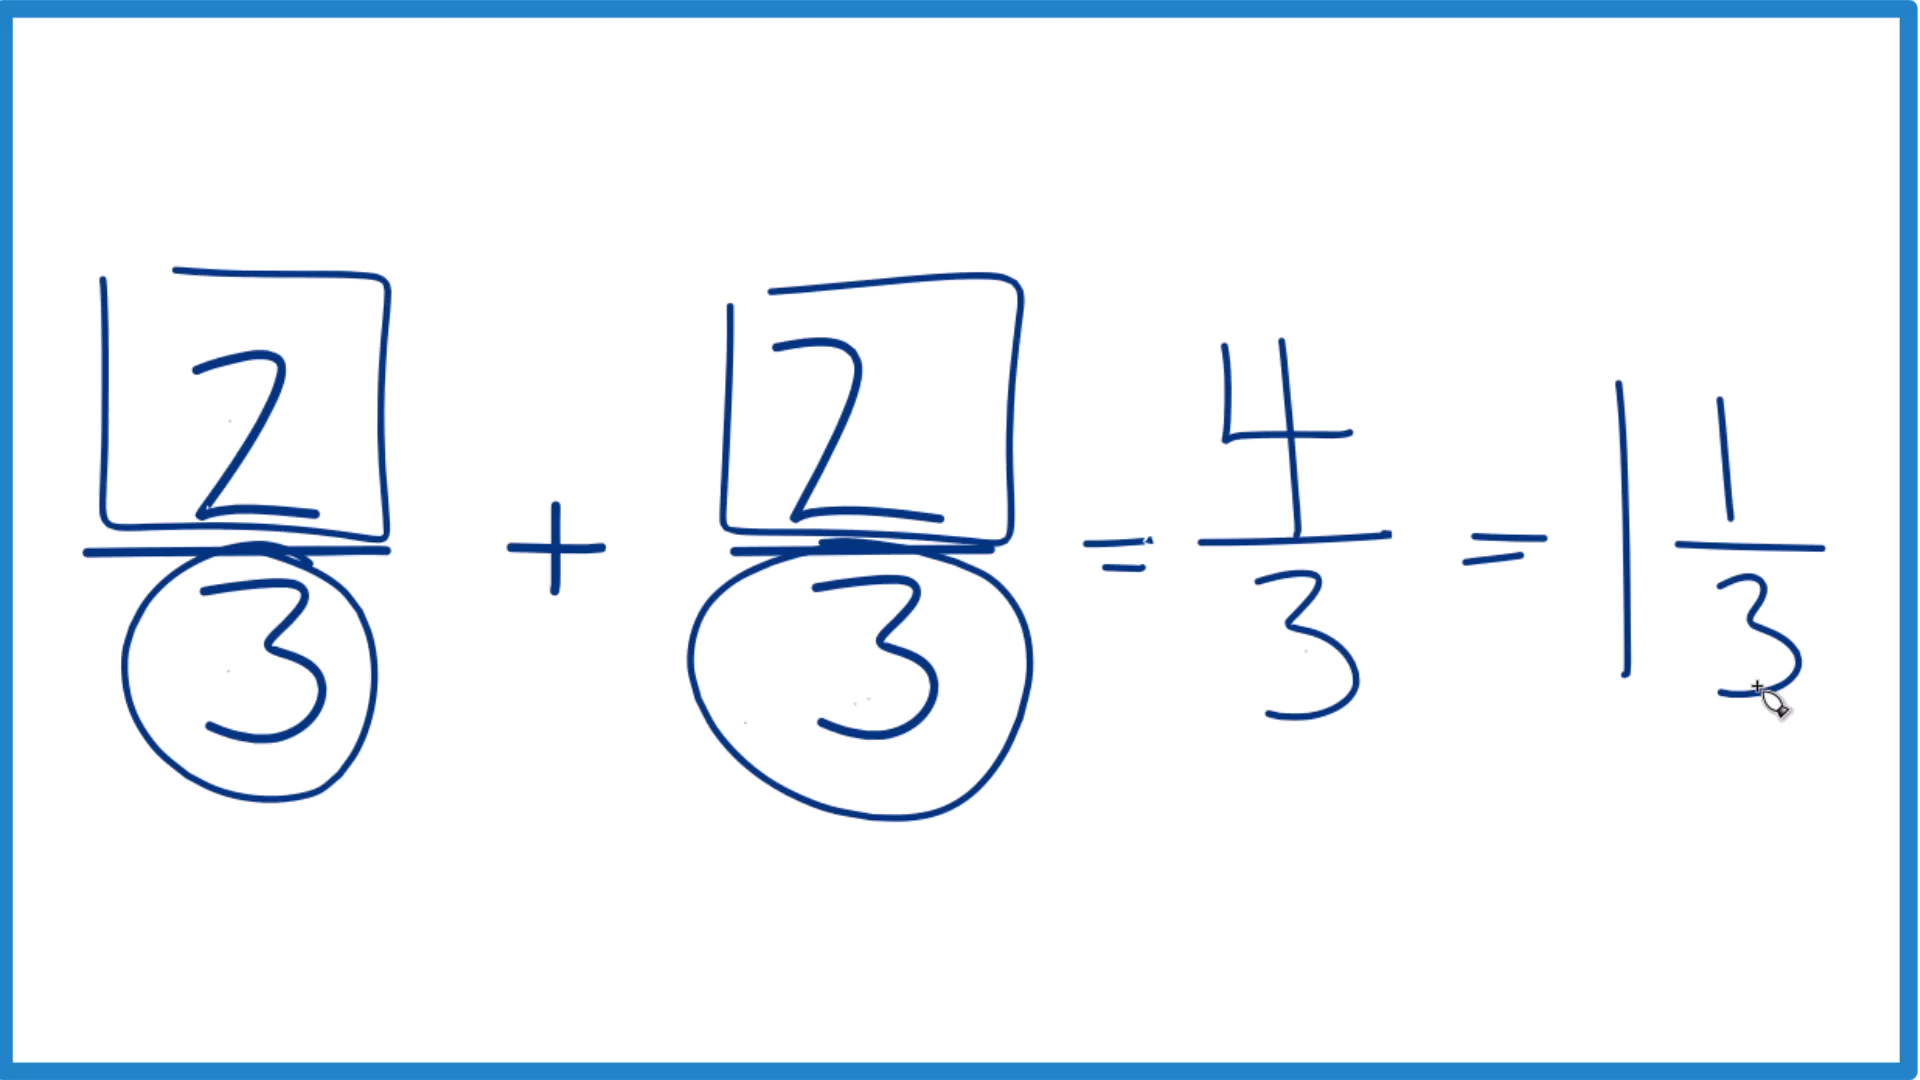 2/3 + 2/3 = 4/3 = 1 1/3